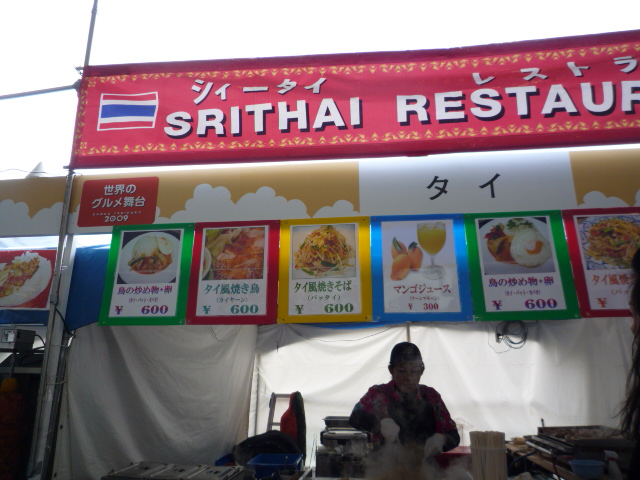 シィータイ レストラ
SRITHAI RESTAUR
世界の
グルメ舞台
2009
タイ
鳥の炒め物+卵
¥ 600
タイ風焼き鳥
(ガイヤーン)
¥ 600
タイ風焼きそば
(パッタイ)
¥ 600
マンゴジュース
¥ 300
鳥の炒め物+卵
¥ 600
タイ風